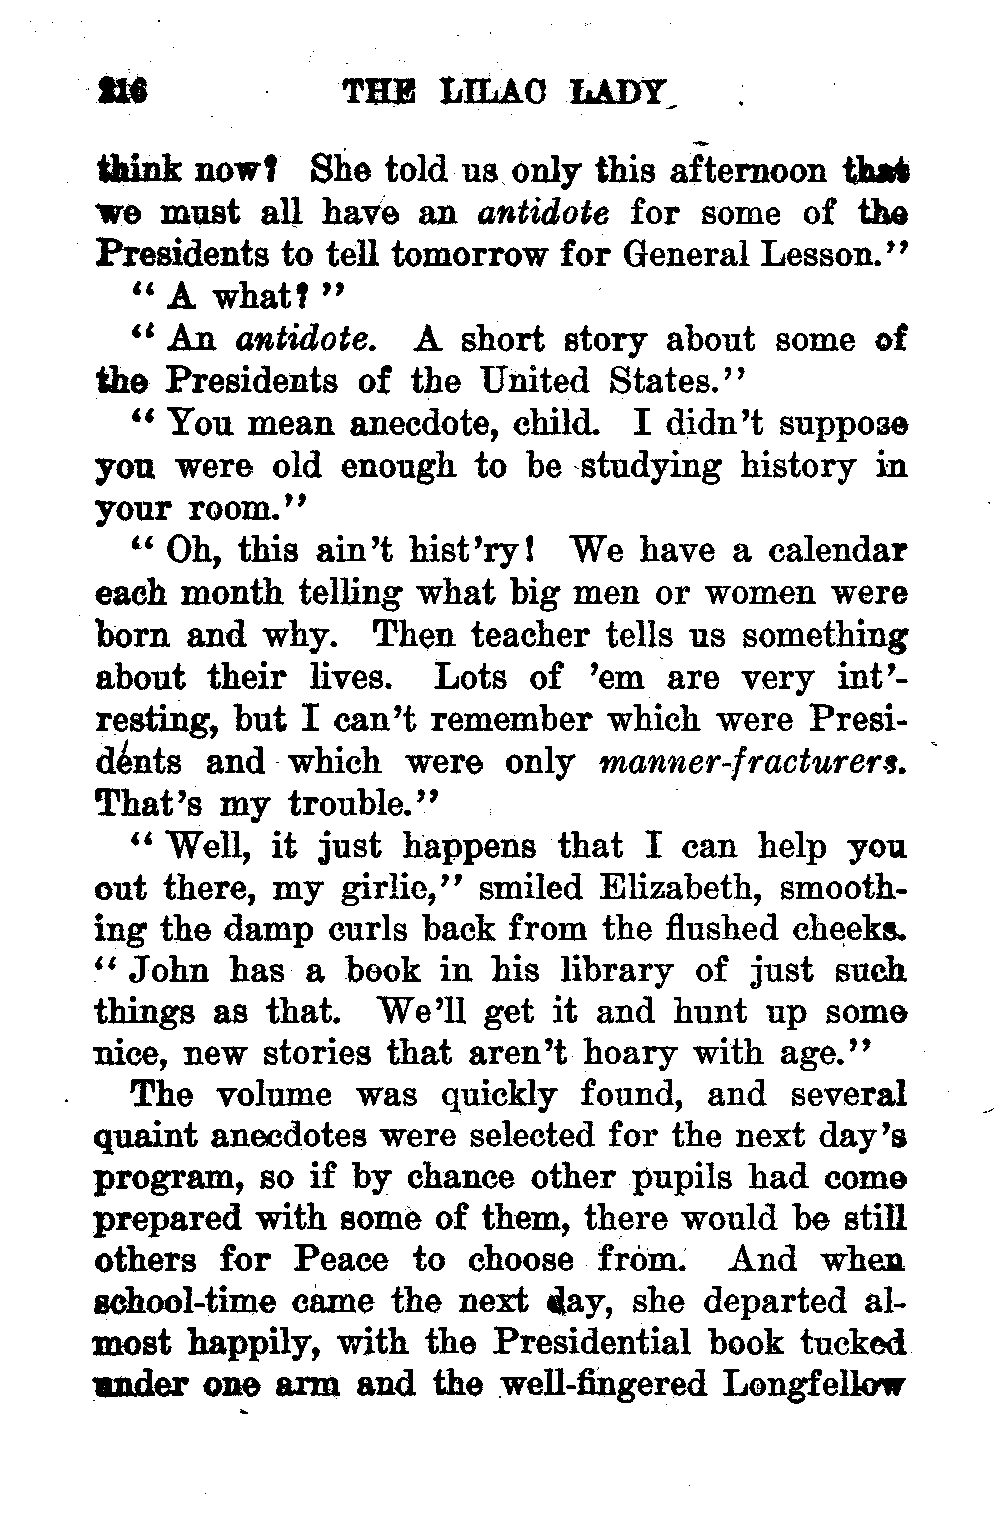 216 THE LILAC LADY
think now? She told us only this afternoon that
we must all have an antidote for some of the
Presidents to tell tomorrow for General Lesson."
"A what?"
"An antidote. A short story about some of
the Presidents of the United States."
"You mean anecdote, child. I didn't suppose
you were old enough to be studying history in
your room."
"Oh, this ain't hist'ry! We have a calendar
each month telling what big men or women were
born and why. Then teacher tells us something
about their lives. Lots of 'em are very int'-
resting, but I can't remember which were Presi-
dents and which were only manner-fracturers.
That's my trouble."
"Well, it just happens that I can help you
out there, my girlie," smiled Elizabeth, smooth-
ing the damp curls back from the flushed cheeks.
"John has a book in his library of just such
things as that. We'll get it and hunt up some
nice, new stories that aren't hoary with age."
The volume was quickly found, and several
quaint anecdotes were selected for the next day's
program, so if by chance other pupils had come
prepared with some of them, there would be still
others for Peace to choose from. And when
school-time came the next day, she departed al-
most happily, with the Presidential book tucked
under one arm and the well-fingered Longfellow